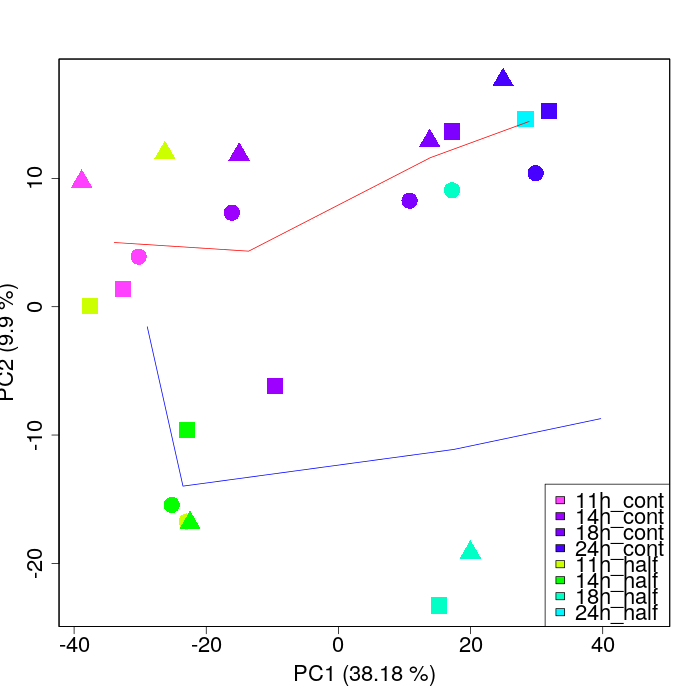 10
0
-10
-20
PC2 (9.9 %)
-40
-20
0
20
40
PC1 (38.18 %)
11h_cont
14h_cont
18h_cont
24h_cont
11h_half
14h_half
18h_half
24h_half